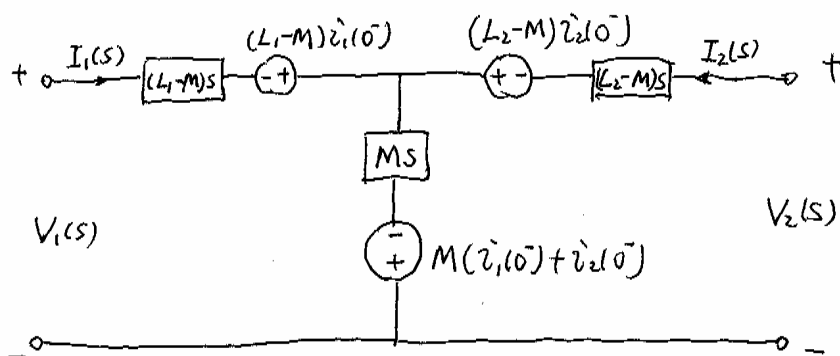 (L₁-M)i₁(0⁻) (L₂-M)i₂(0⁻)
+ I₁(s) (L₁-M)s - + + - (L₂-M)s I₂(s) +
Ms
V₁(s) - V₂(s)
+ M(i₁(0⁻)+i₂(0⁻)
- -